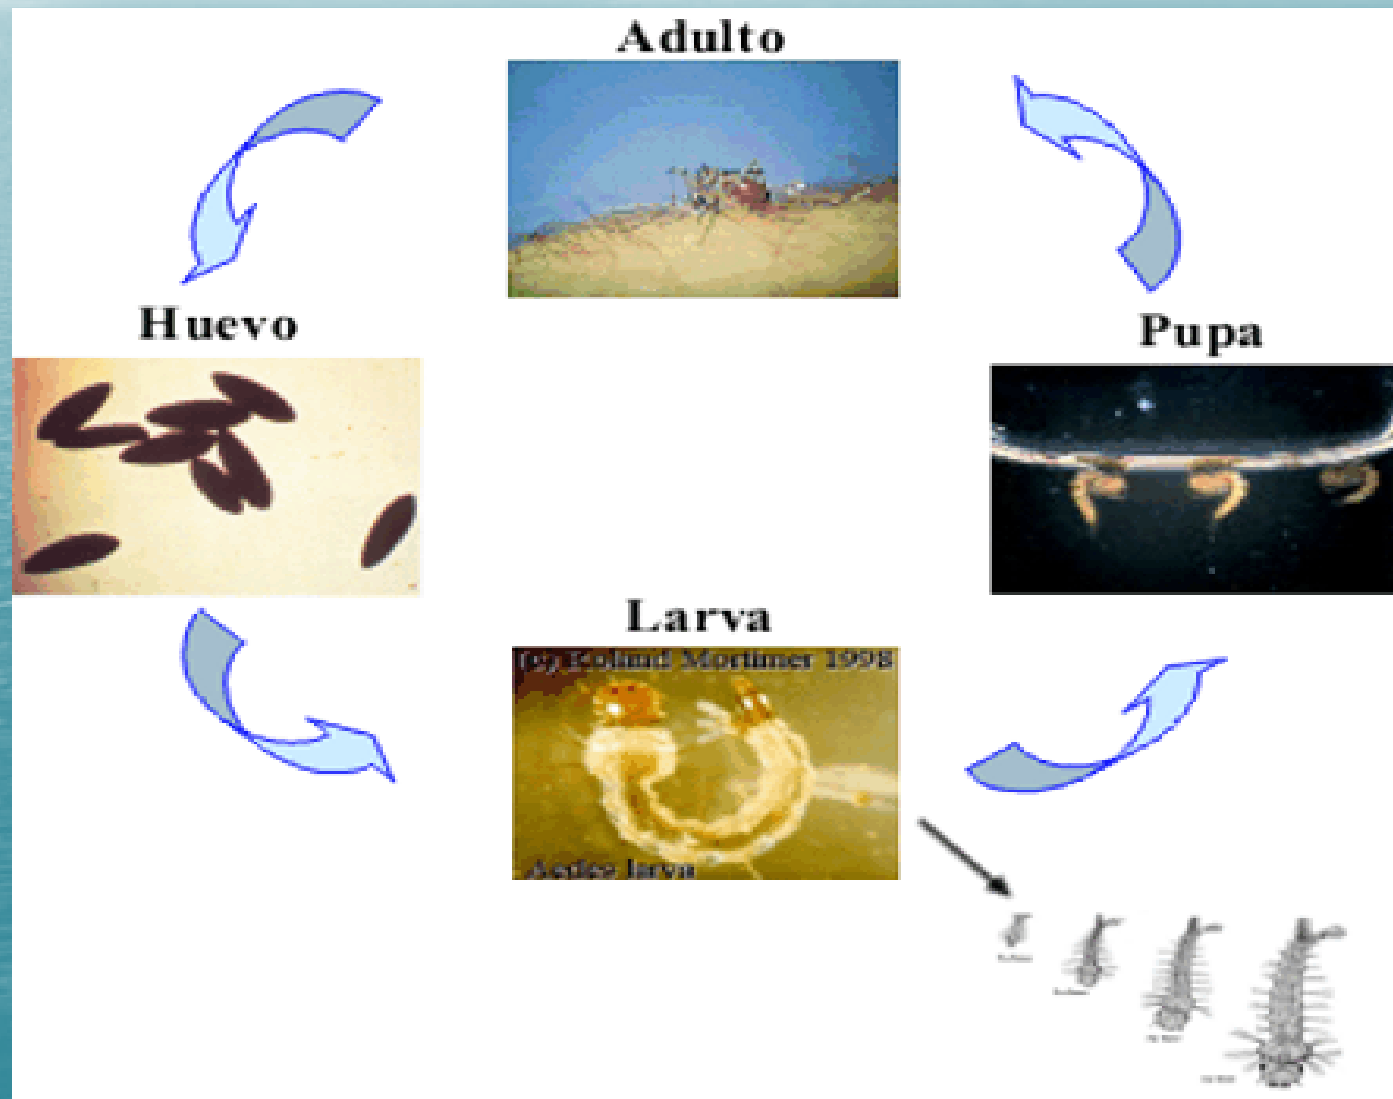 Adulto
Huevo
Pupa
Larva
(c) Roland Mortimer 1998
Aedes larva